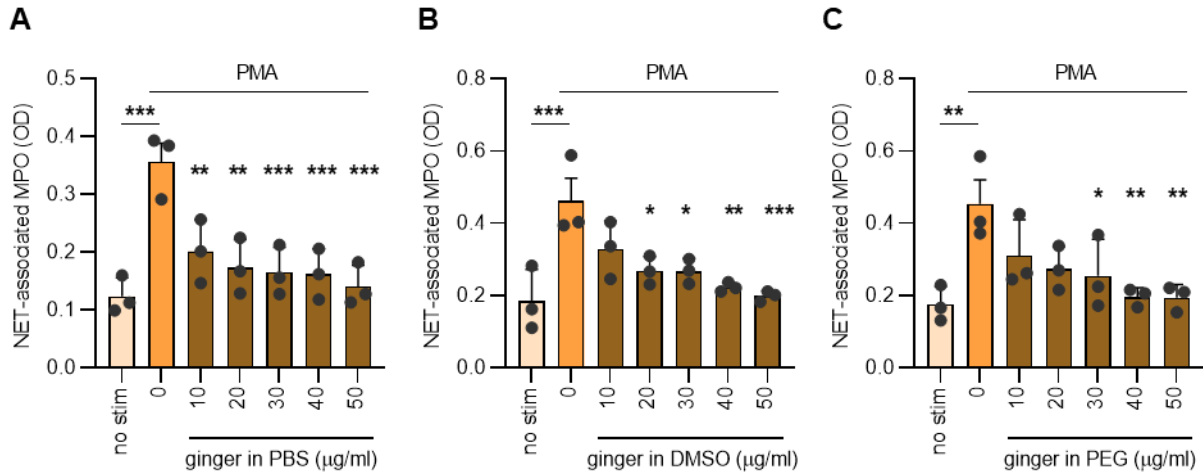 A
PMA
NET-associated MPO (OD)
0.5
0.4
0.3
0.2
0.1
0.0
***
** ** *** *** ***
no stim 0 10 20 30 40 50
ginger in PBS (μg/ml)
B
PMA
NET-associated MPO (OD)
0.8
0.6
0.4
0.2
0.0
***
* * ** ***
no stim 0 10 20 30 40 50
ginger in DMSO (μg/ml)
C
PMA
NET-associated MPO (OD)
0.8
0.6
0.4
0.2
0.0
**
* ** **
no stim 0 10 20 30 40 50
ginger in PEG (μg/ml)